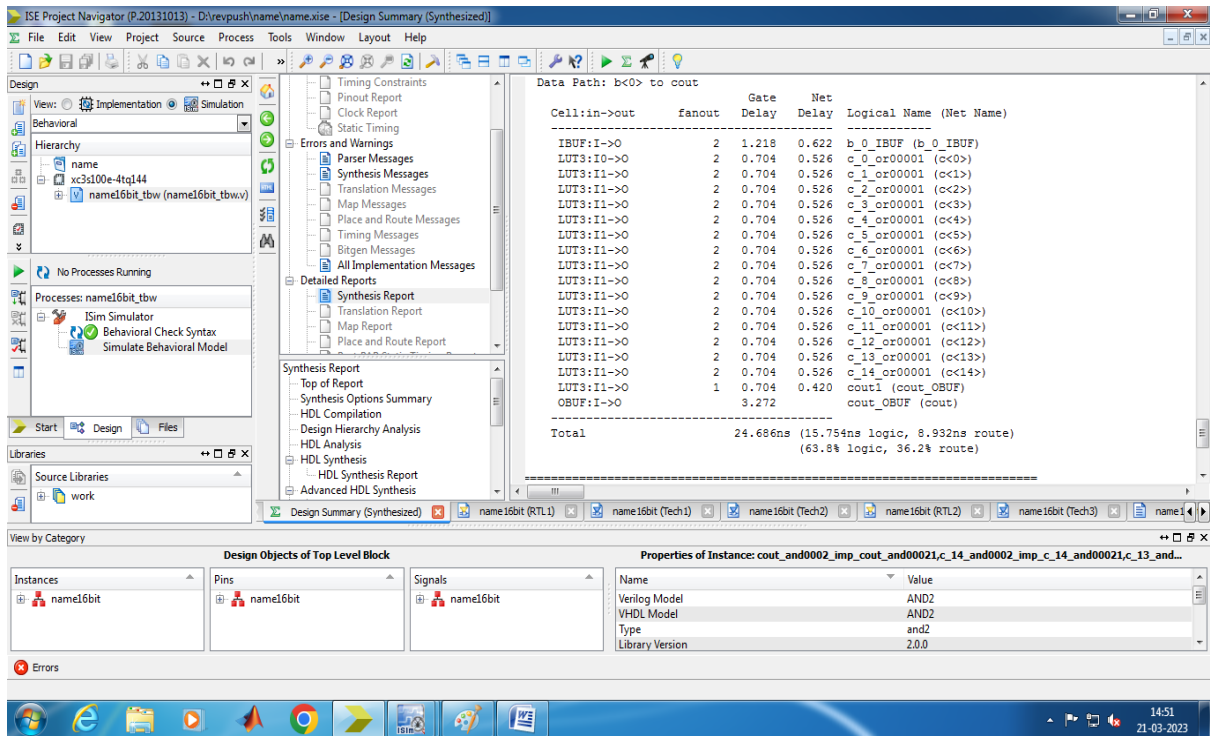 ISE Project Navigator (P.20131013) - D:\revpush\name\name.xise - [Design Summary (Synthesized)]
File Edit View Project Source Process Tools Window Layout Help
Design
View: Implementation Simulation
Behavioral
Hierarchy
name
xc3s100e-4tq144
name16bit_tbw (name16bit_tbw.v)
No Processes Running
Processes: name16bit_tbw
ISim Simulator
Behavioral Check Syntax
Simulate Behavioral Model
Start Design Files
Libraries
Source Libraries
work
Timing Constraints
Pinout Report
Clock Report
Static Timing
Errors and Warnings
Parser Messages
Synthesis Messages
Translation Messages
Map Messages
Place and Route Messages
Timing Messages
Bitgen Messages
All Implementation Messages
Detailed Reports
Synthesis Report
Translation Report
Map Report
Place and Route Report
Synthesis Report
Top of Report
Synthesis Options Summary
HDL Compilation
Design Hierarchy Analysis
HDL Analysis
HDL Synthesis
HDL Synthesis Report
Advanced HDL Synthesis
Data Path: b<0> to cout
Gate Net
Cell:in->out fanout Delay Delay Logical Name (Net Name)
---------------------------------------- ------------
IBUF:I->O 2 1.218 0.622 b_0_IBUF (b_0_IBUF)
LUT3:I0->O 2 0.704 0.526 c_0_or00001 (c<0>)
LUT3:I1->O 2 0.704 0.526 c_1_or00001 (c<1>)
LUT3:I1->O 2 0.704 0.526 c_2_or00001 (c<2>)
LUT3:I1->O 2 0.704 0.526 c_3_or00001 (c<3>)
LUT3:I1->O 2 0.704 0.526 c_4_or00001 (c<4>)
LUT3:I1->O 2 0.704 0.526 c_5_or00001 (c<5>)
LUT3:I1->O 2 0.704 0.526 c_6_or00001 (c<6>)
LUT3:I1->O 2 0.704 0.526 c_7_or00001 (c<7>)
LUT3:I1->O 2 0.704 0.526 c_8_or00001 (c<8>)
LUT3:I1->O 2 0.704 0.526 c_9_or00001 (c<9>)
LUT3:I1->O 2 0.704 0.526 c_10_or00001 (c<10>)
LUT3:I1->O 2 0.704 0.526 c_11_or00001 (c<11>)
LUT3:I1->O 2 0.704 0.526 c_12_or00001 (c<12>)
LUT3:I1->O 2 0.704 0.526 c_13_or00001 (c<13>)
LUT3:I1->O 2 0.704 0.526 c_14_or00001 (c<14>)
LUT3:I1->O 1 0.704 0.420 cout1 (cout_OBUF)
OBUF:I->O 3.272 cout_OBUF (cout)
----------------------------------------
Total 24.686ns (15.754ns logic, 8.932ns route)
(63.8% logic, 36.2% route)
Design Summary (Synthesized) name16bit (RTL1) name16bit (Tech1) name16bit (Tech2) name16bit (RTL2) name16bit (Tech3) name1
View by Category
Design Objects of Top Level Block
Properties of Instance: cout_and0002_imp_cout_and00021,c_14_and0002_imp_c_14_and00021,c_13_and...
Instances Pins Signals Name Value
name16bit name16bit name16bit Verilog Model AND2
VHDL Model AND2
Type and2
Library Version 2.0.0
Errors
14:51
21-03-2023